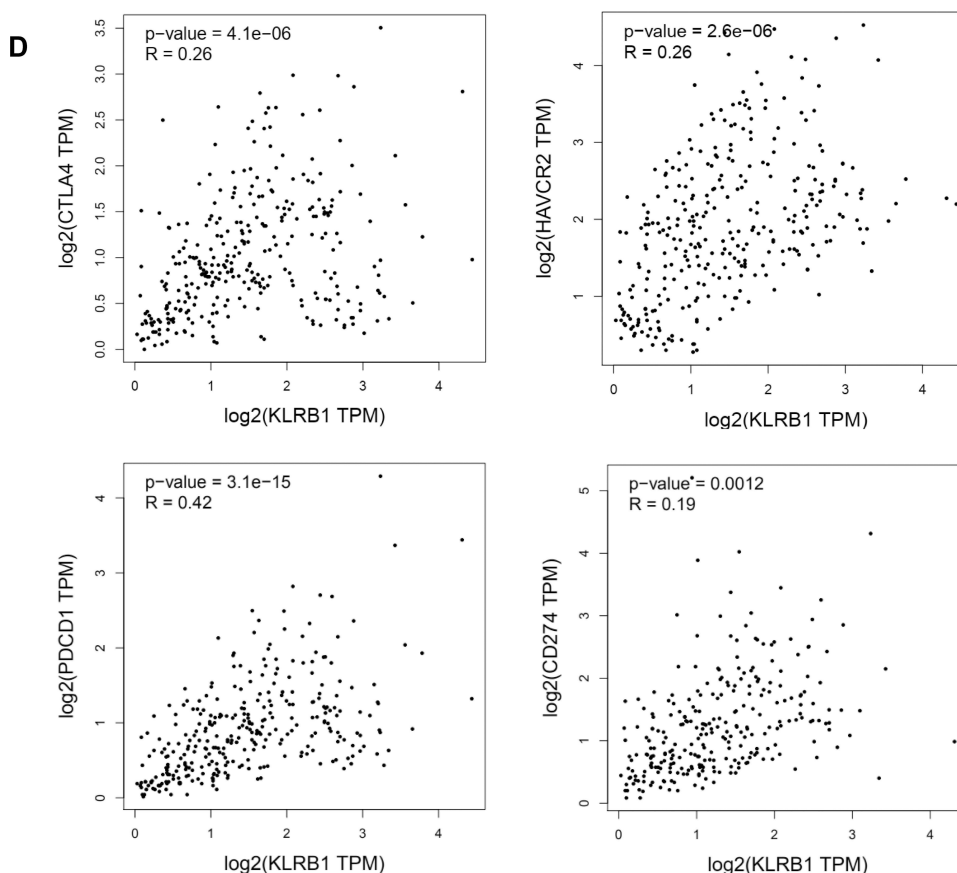 D
p−value = 4.1e−06
R = 0.26
log2(CTLA4 TPM)
3.5
3.0
2.5
2.0
1.5
1.0
0.5
0.0
0 1 2 3 4
log2(KLRB1 TPM)
p−value = 2.6e−06
R = 0.26
log2(HAVCR2 TPM)
4
3
2
1
0 1 2 3 4
log2(KLRB1 TPM)
p−value = 3.1e−15
R = 0.42
log2(PDCD1 TPM)
4
3
2
1
0
0 1 2 3 4
log2(KLRB1 TPM)
p−value = 0.0012
R = 0.19
log2(CD274 TPM)
5
4
3
2
1
0
0 1 2 3 4
log2(KLRB1 TPM)